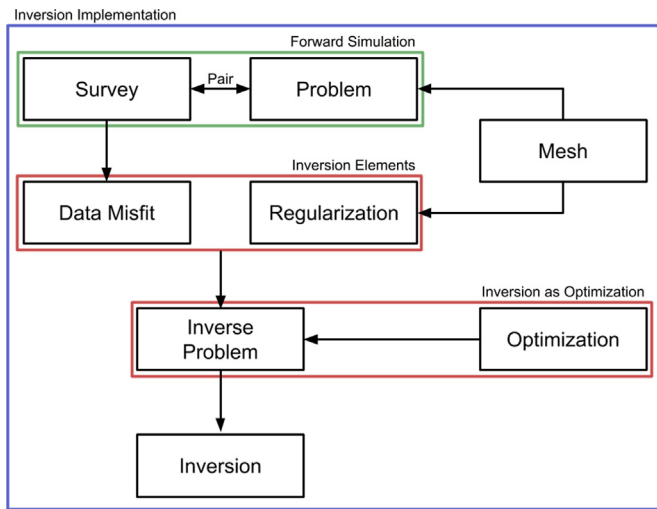 Inversion Implementation
Forward Simulation
Survey
Pair
Problem
Mesh
Inversion Elements
Data Misfit
Regularization
Inversion as Optimization
Inverse
Problem
Optimization
Inversion